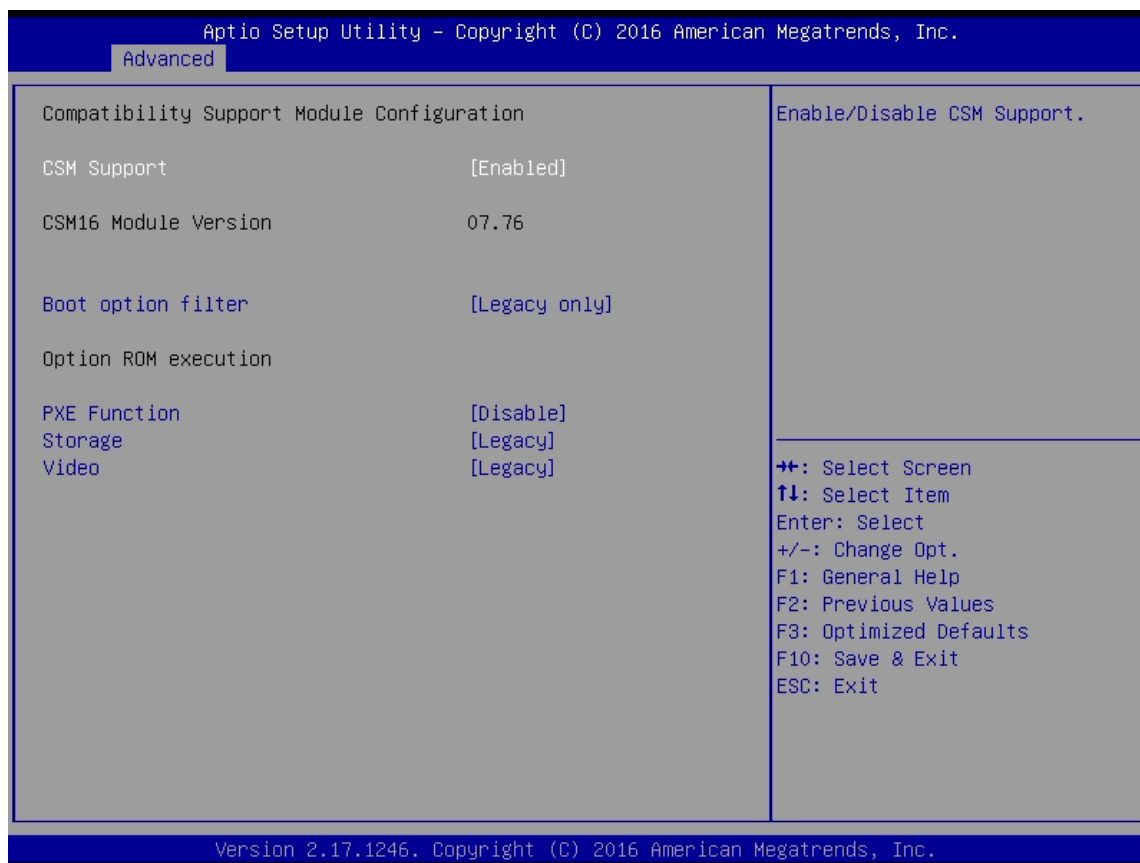 Aptio Setup Utility – Copyright (C) 2016 American Megatrends, Inc.
Advanced
Compatibility Support Module Configuration
CSM Support [Enabled]
CSM16 Module Version 07.76
Boot option filter [Legacy only]
Option ROM execution
PXE Function [Disable]
Storage [Legacy]
Video [Legacy]
Enable/Disable CSM Support.
→←: Select Screen
↑↓: Select Item
Enter: Select
+/-: Change Opt.
F1: General Help
F2: Previous Values
F3: Optimized Defaults
F10: Save & Exit
ESC: Exit
Version 2.17.1246. Copyright (C) 2016 American Megatrends, Inc.